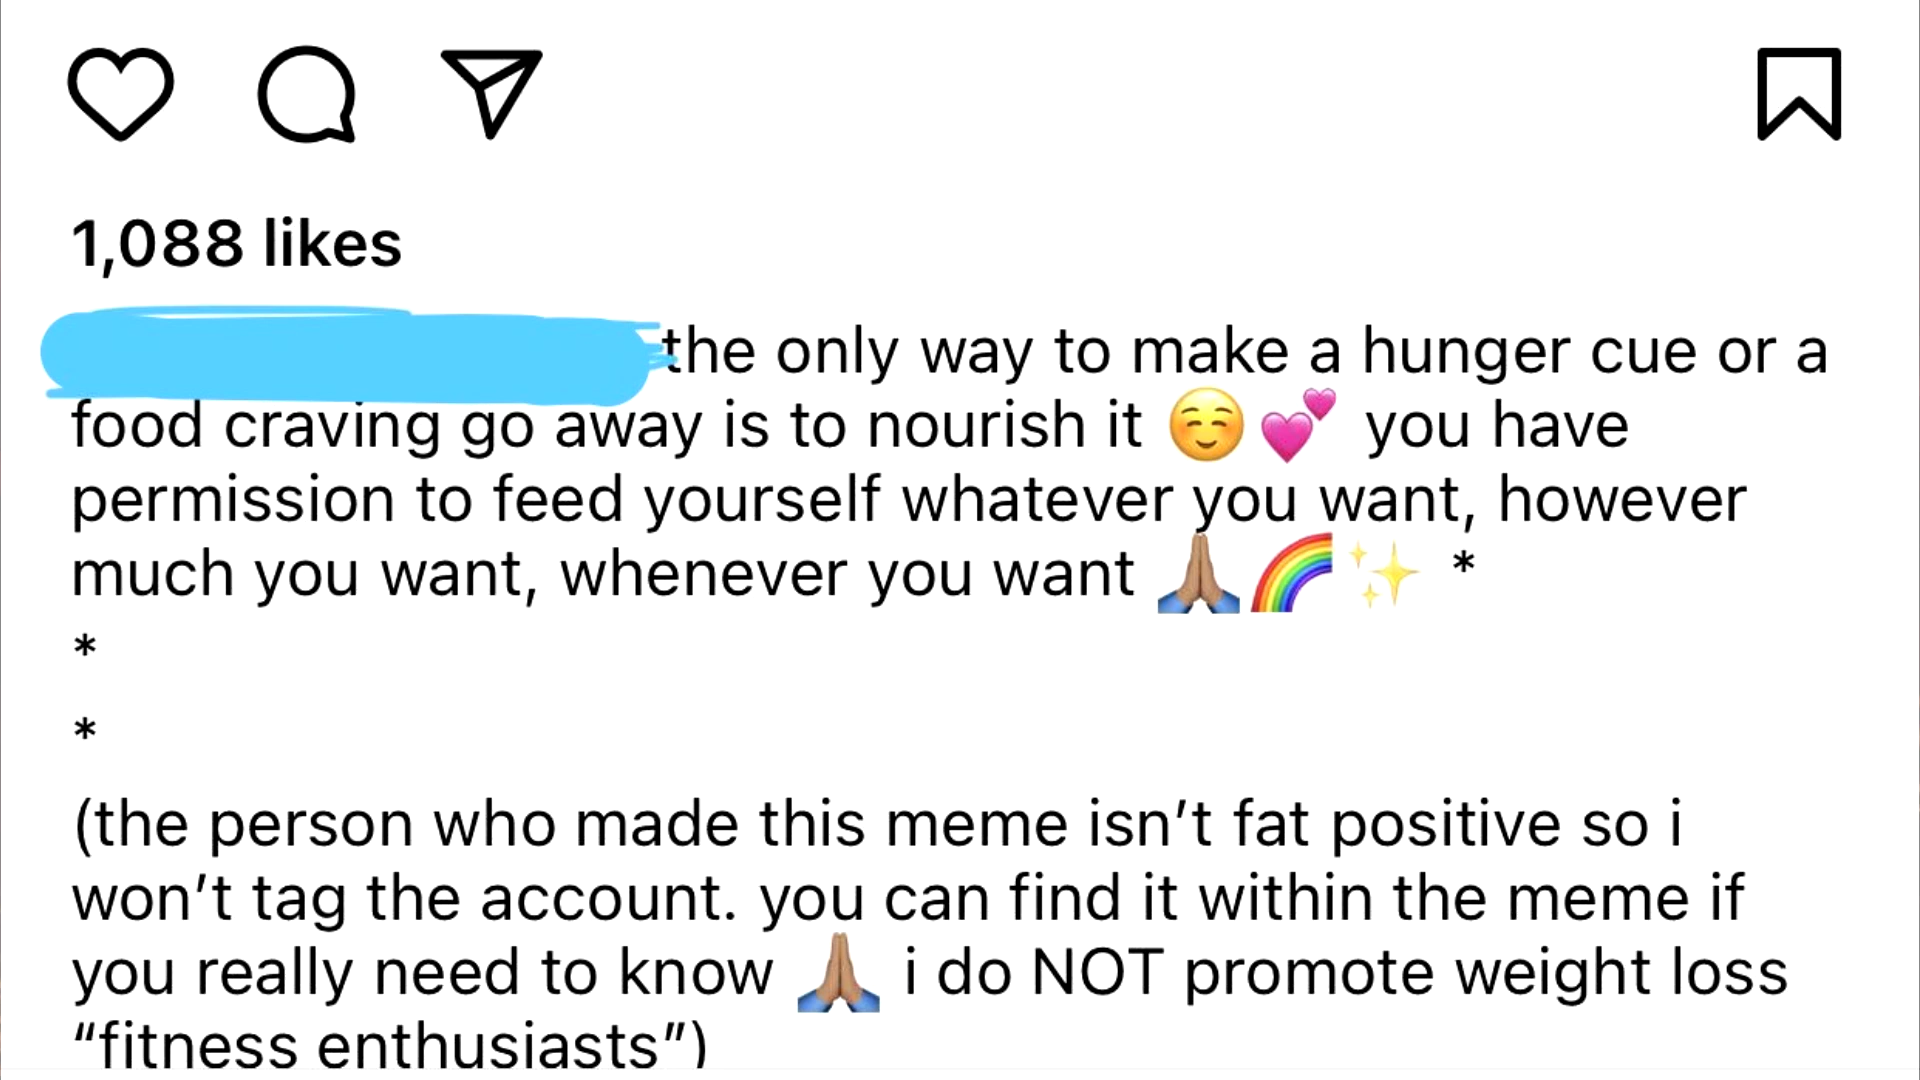 1,088 likes
the only way to make a hunger cue or a
food craving go away is to nourish it ☺️💕 you have
permission to feed yourself whatever you want, however
much you want, whenever you want 🙏🏽🌈✨ *
*
*
(the person who made this meme isn’t fat positive so i
won’t tag the account. you can find it within the meme if
you really need to know 🙏🏽 i do NOT promote weight loss
“fitness enthusiasts”)